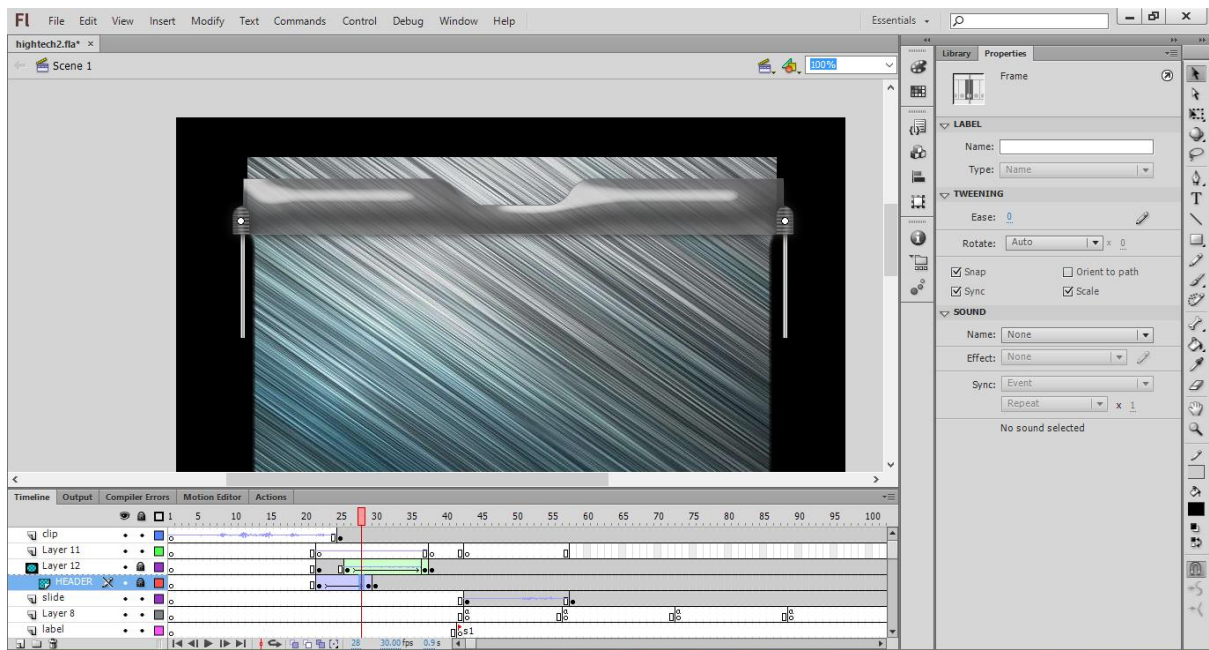 Fl File Edit View Insert Modify Text Commands Control Debug Window Help Essentials
hightech2.fla* ×
Scene 1 100%
Library Properties
Frame
LABEL
Name:
Type: Name
TWEENING
Ease: 0
Rotate: Auto x 0
Snap Orient to path
Sync Scale
SOUND
Name: None
Effect: None
Sync: Event
Repeat x 1
No sound selected
Timeline Output Compiler Errors Motion Editor Actions
1 5 10 15 20 25 30 35 40 45 50 55 60 65 70 75 80 85 90 95 100
clip
Layer 11
Layer 12
HEADER
slide
Layer 8
label s1
28 30.00 fps 0.9 s